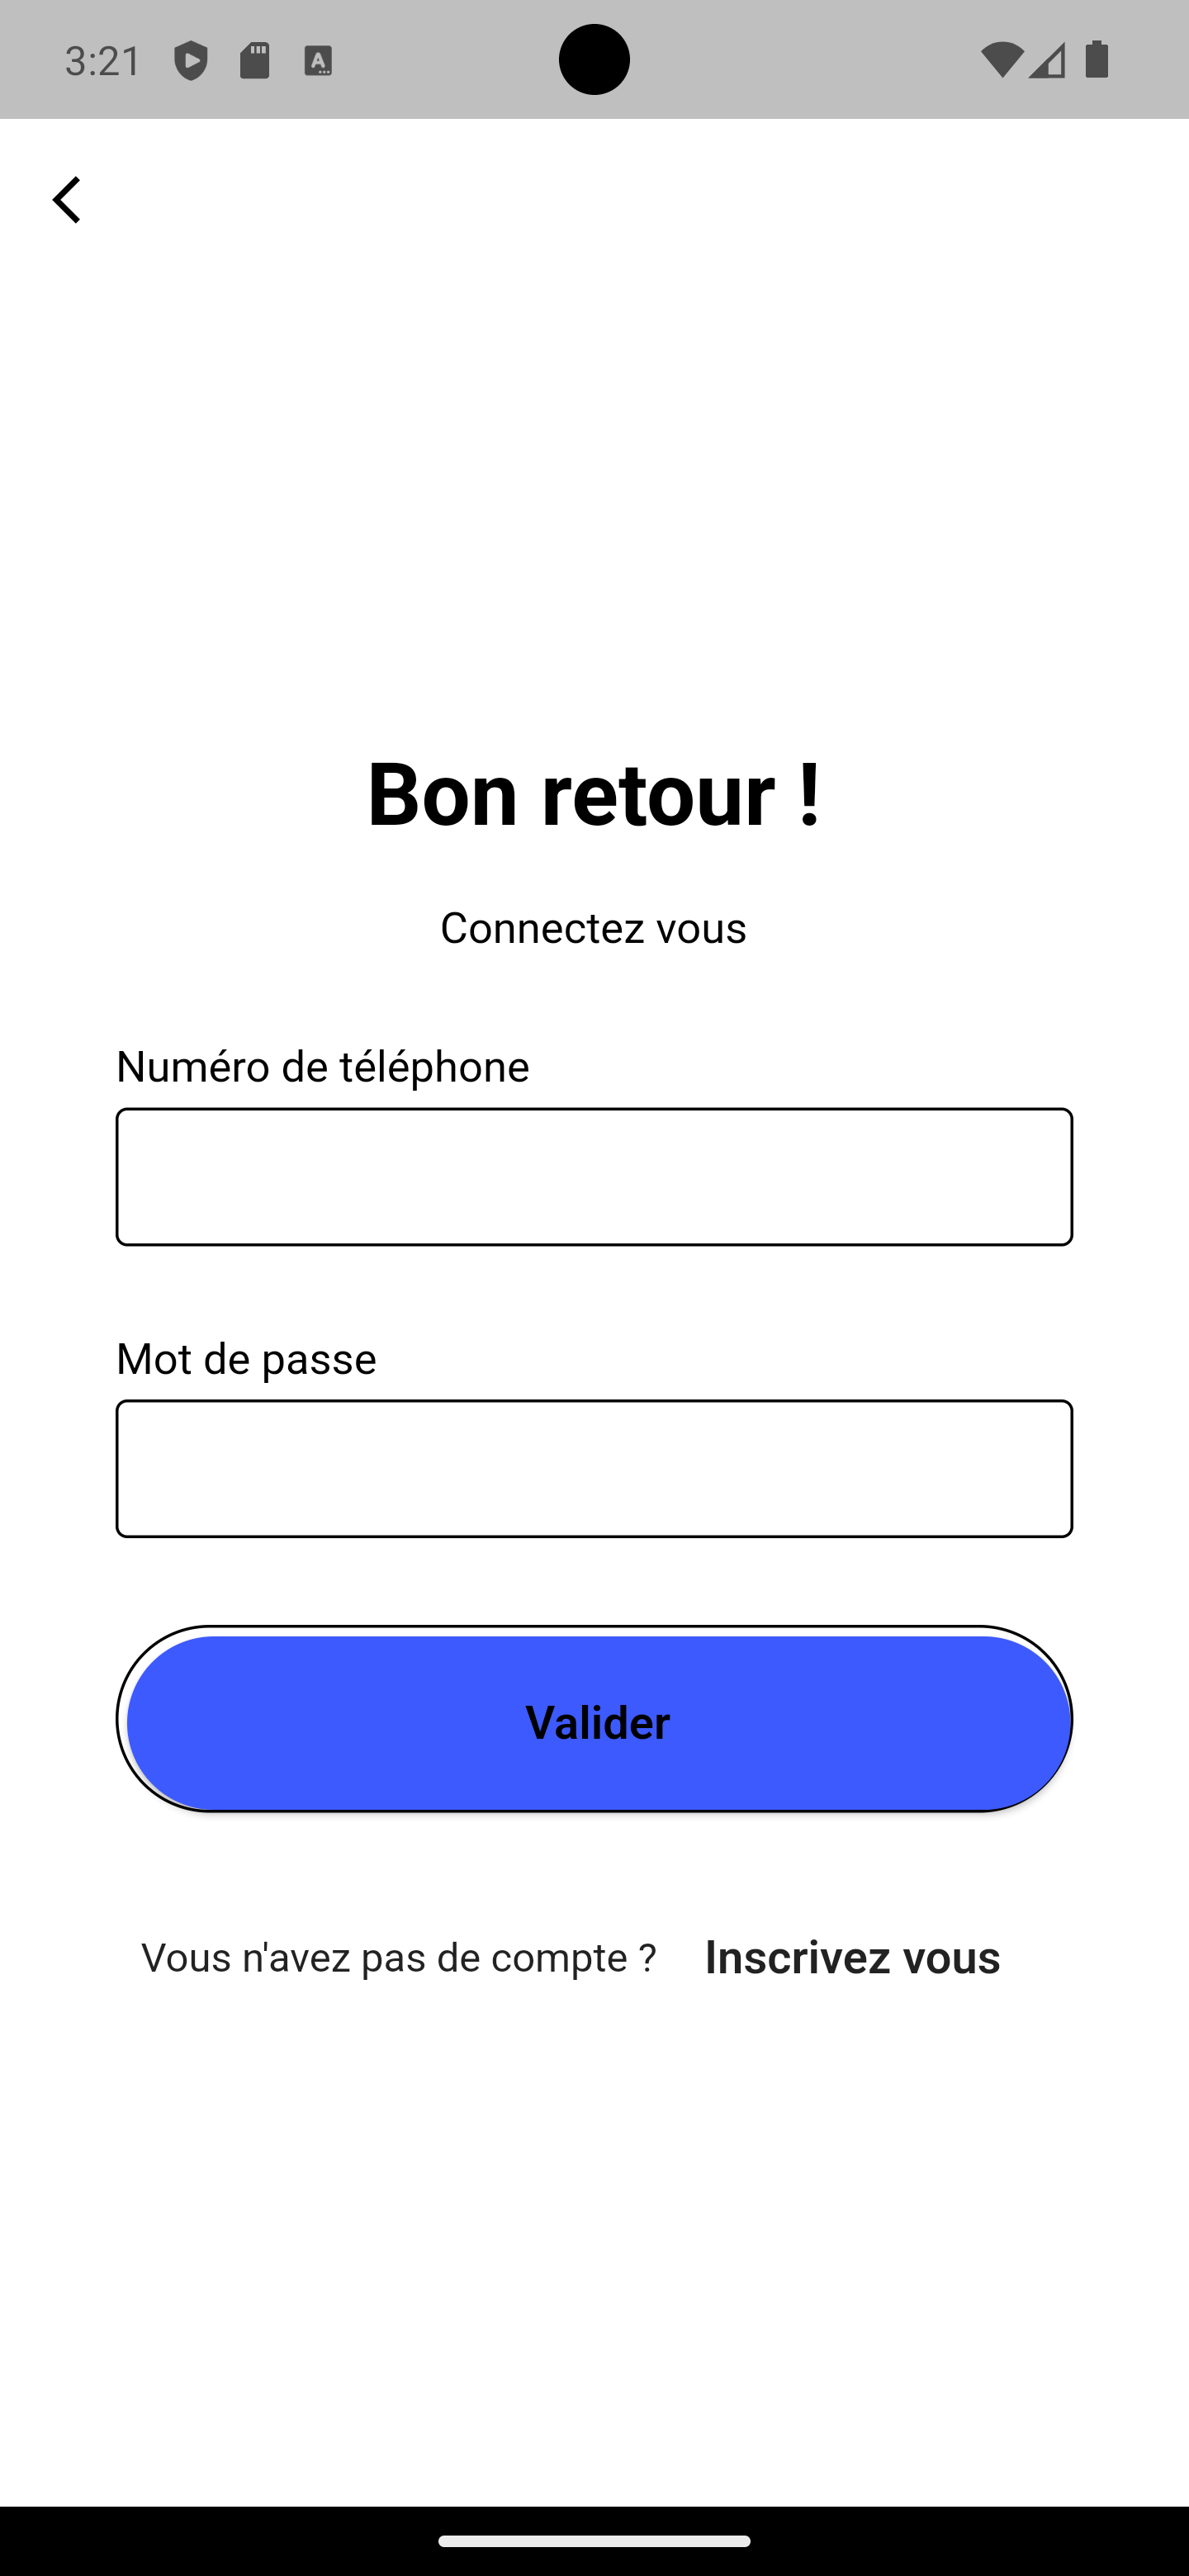 3:21
Bon retour !
Connectez vous
Numéro de téléphone
Mot de passe
Valider
Vous n'avez pas de compte ? Inscrivez vous